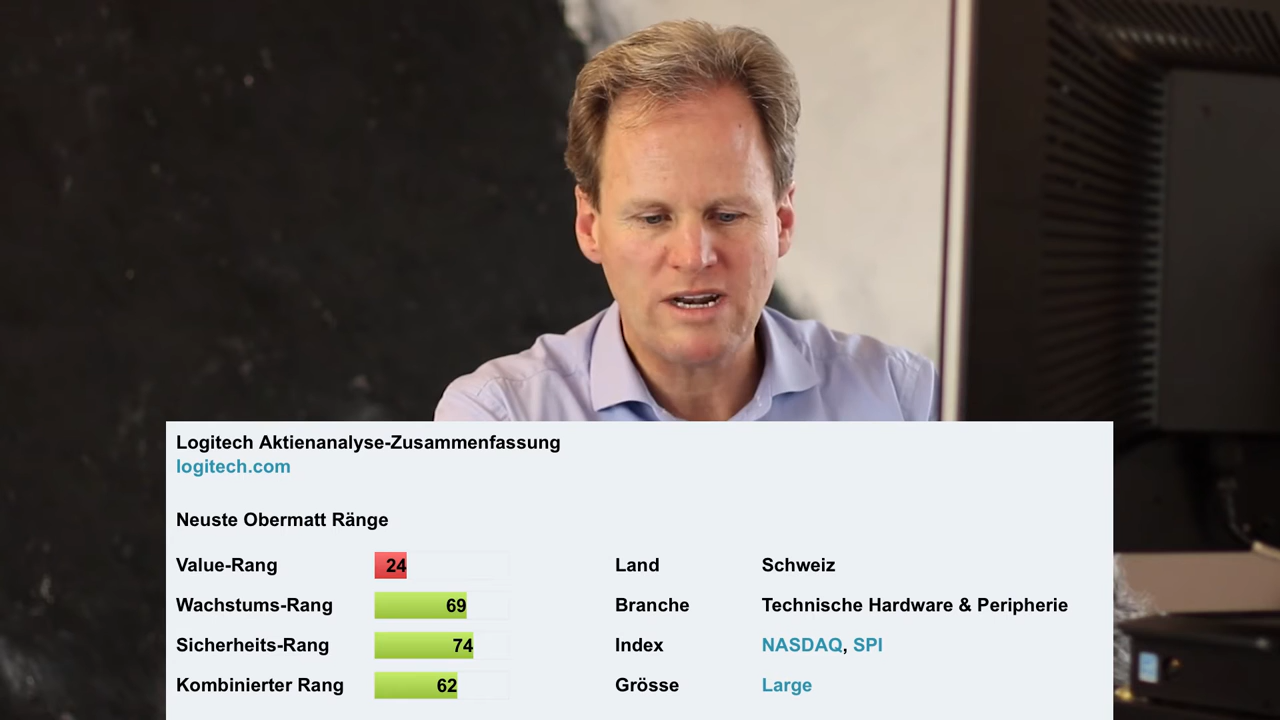 Logitech Aktienanalyse-Zusammenfassung
logitech.com
Neuste Obermatt Ränge
Value-Rang 24 Land Schweiz
Wachstums-Rang 69 Branche Technische Hardware & Peripherie
Sicherheits-Rang 74 Index NASDAQ, SPI
Kombinierter Rang 62 Grösse Large